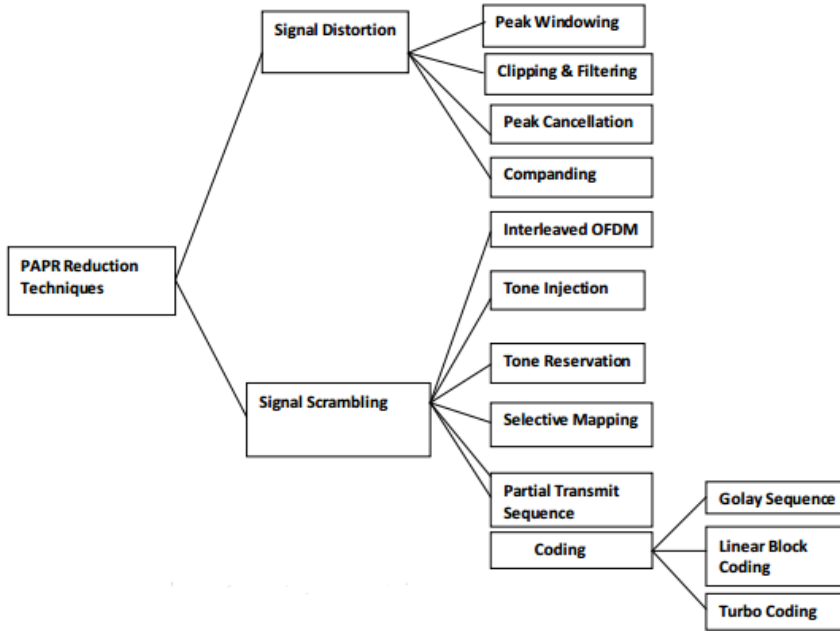 Signal Distortion
Peak Windowing
Clipping & Filtering
Peak Cancellation
Companding
PAPR Reduction
Techniques
Signal Scrambling
Interleaved OFDM
Tone Injection
Tone Reservation
Selective Mapping
Partial Transmit
Sequence
Coding
Golay Sequence
Linear Block
Coding
Turbo Coding